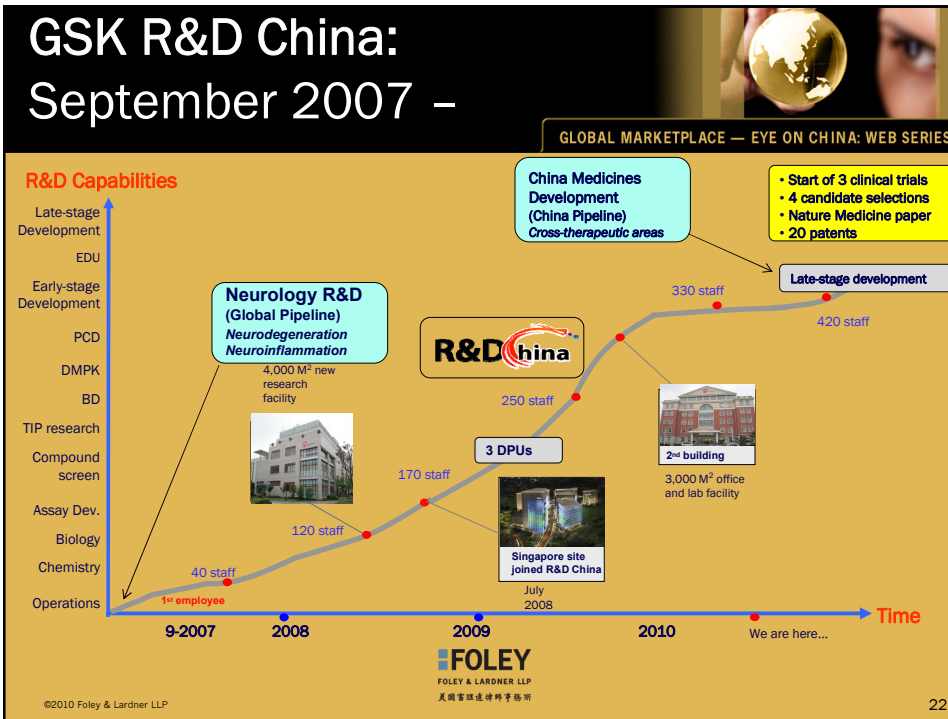 GSK R&D China:
September 2007 –
GLOBAL MARKETPLACE — EYE ON CHINA: WEB SERIES
R&D Capabilities
Late-stage
Development
EDU
Early-stage
Development
PCD
DMPK
BD
TIP research
Compound
screen
Assay Dev.
Biology
Chemistry
Operations
China Medicines
Development
(China Pipeline)
Cross-therapeutic areas
• Start of 3 clinical trials
• 4 candidate selections
• Nature Medicine paper
• 20 patents
Late-stage development
Neurology R&D
(Global Pipeline)
Neurodegeneration
Neuroinflammation
4,000 M² new
research
facility
R&D China
330 staff
420 staff
250 staff
3 DPUs
170 staff
120 staff
40 staff
1st employee
2nd building
3,000 M² office
and lab facility
Singapore site
joined R&D China
July
2008
Time
9-2007
2008
2009
2010
We are here...
FOLEY
FOLEY & LARDNER LLP
美國富理達律師事務所
©2010 Foley & Lardner LLP
22